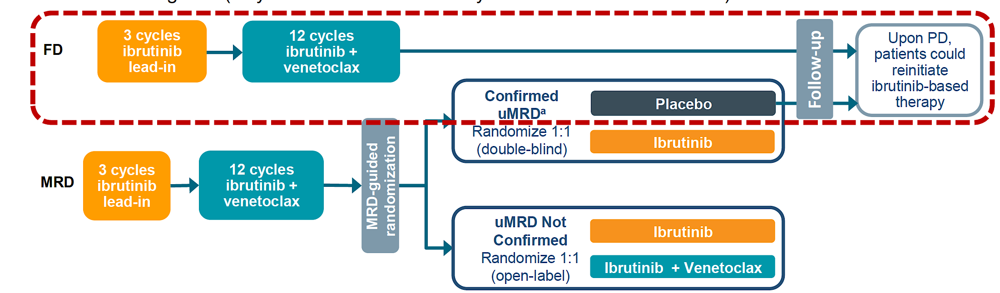 FD
3 cycles
ibrutinib
lead-in
12 cycles
ibrutinib +
venetoclax
Follow-up
Upon PD,
patients could
reinitiate
ibrutinib-based
therapy
Confirmed
uMRDa
Randomize 1:1
(double-blind)
Placebo
Ibrutinib
MRD
3 cycles
ibrutinib
lead-in
12 cycles
ibrutinib +
venetoclax
MRD-guided
randomization
uMRD Not
Confirmed
Randomize 1:1
(open-label)
Ibrutinib
Ibrutinib + Venetoclax